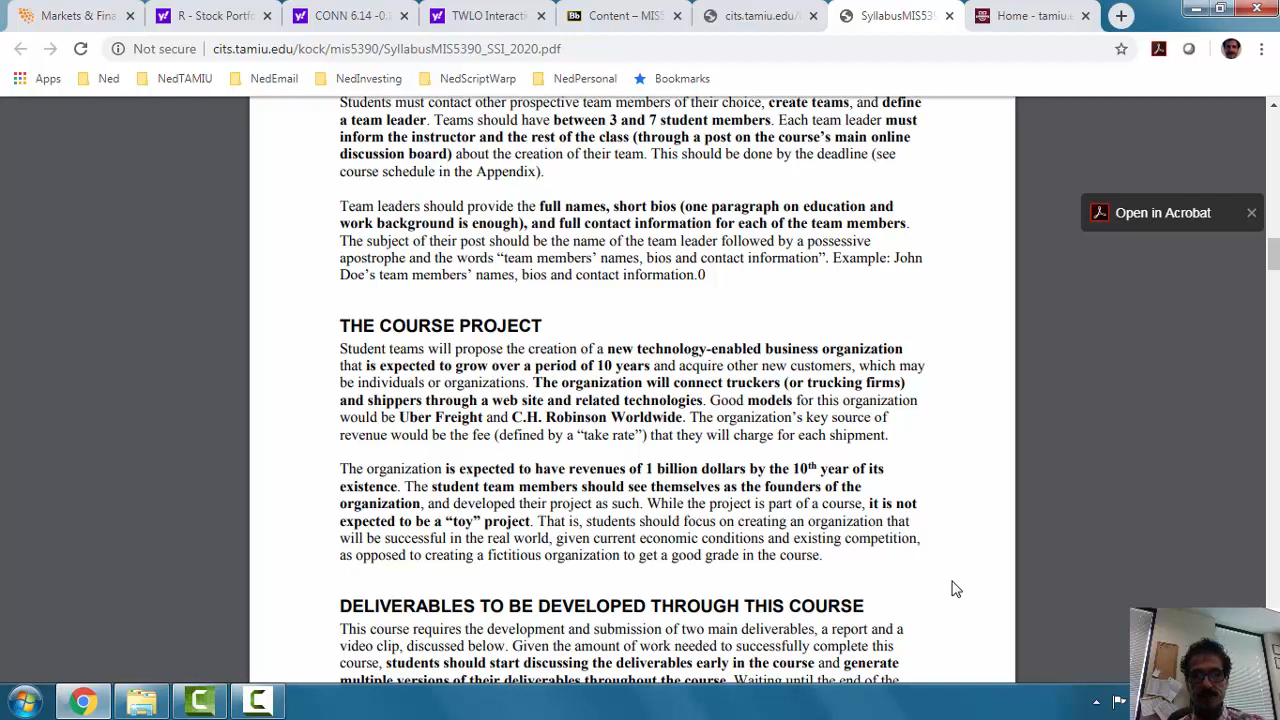 Markets & Fina
R - Stock Portfo
CONN 6.14 -0.
TWLO Interacti
Content – MIS
cits.tamiu.edu/
SyllabusMIS53
Home - tamiu.e
Not secure | cits.tamiu.edu/kock/mis5390/SyllabusMIS5390_SSI_2020.pdf
Apps Ned NedTAMIU NedEmail NedInvesting NedScriptWarp NedPersonal Bookmarks
Students must contact other prospective team members of their choice, create teams, and define
a team leader. Teams should have between 3 and 7 student members. Each team leader must
inform the instructor and the rest of the class (through a post on the course's main online
discussion board) about the creation of their team. This should be done by the deadline (see
course schedule in the Appendix).
Team leaders should provide the full names, short bios (one paragraph on education and
work background is enough), and full contact information for each of the team members.
The subject of their post should be the name of the team leader followed by a possessive
apostrophe and the words “team members’ names, bios and contact information”. Example: John
Doe’s team members’ names, bios and contact information.0
Open in Acrobat
THE COURSE PROJECT
Student teams will propose the creation of a new technology-enabled business organization
that is expected to grow over a period of 10 years and acquire other new customers, which may
be individuals or organizations. The organization will connect truckers (or trucking firms)
and shippers through a web site and related technologies. Good models for this organization
would be Uber Freight and C.H. Robinson Worldwide. The organization’s key source of
revenue would be the fee (defined by a “take rate”) that they will charge for each shipment.
The organization is expected to have revenues of 1 billion dollars by the 10th year of its
existence. The student team members should see themselves as the founders of the
organization, and developed their project as such. While the project is part of a course, it is not
expected to be a “toy” project. That is, students should focus on creating an organization that
will be successful in the real world, given current economic conditions and existing competition,
as opposed to creating a fictitious organization to get a good grade in the course.
DELIVERABLES TO BE DEVELOPED THROUGH THIS COURSE
This course requires the development and submission of two main deliverables, a report and a
video clip, discussed below. Given the amount of work needed to successfully complete this
course, students should start discussing the deliverables early in the course and generate
multiple versions of their deliverables throughout the course. Waiting until the end of the